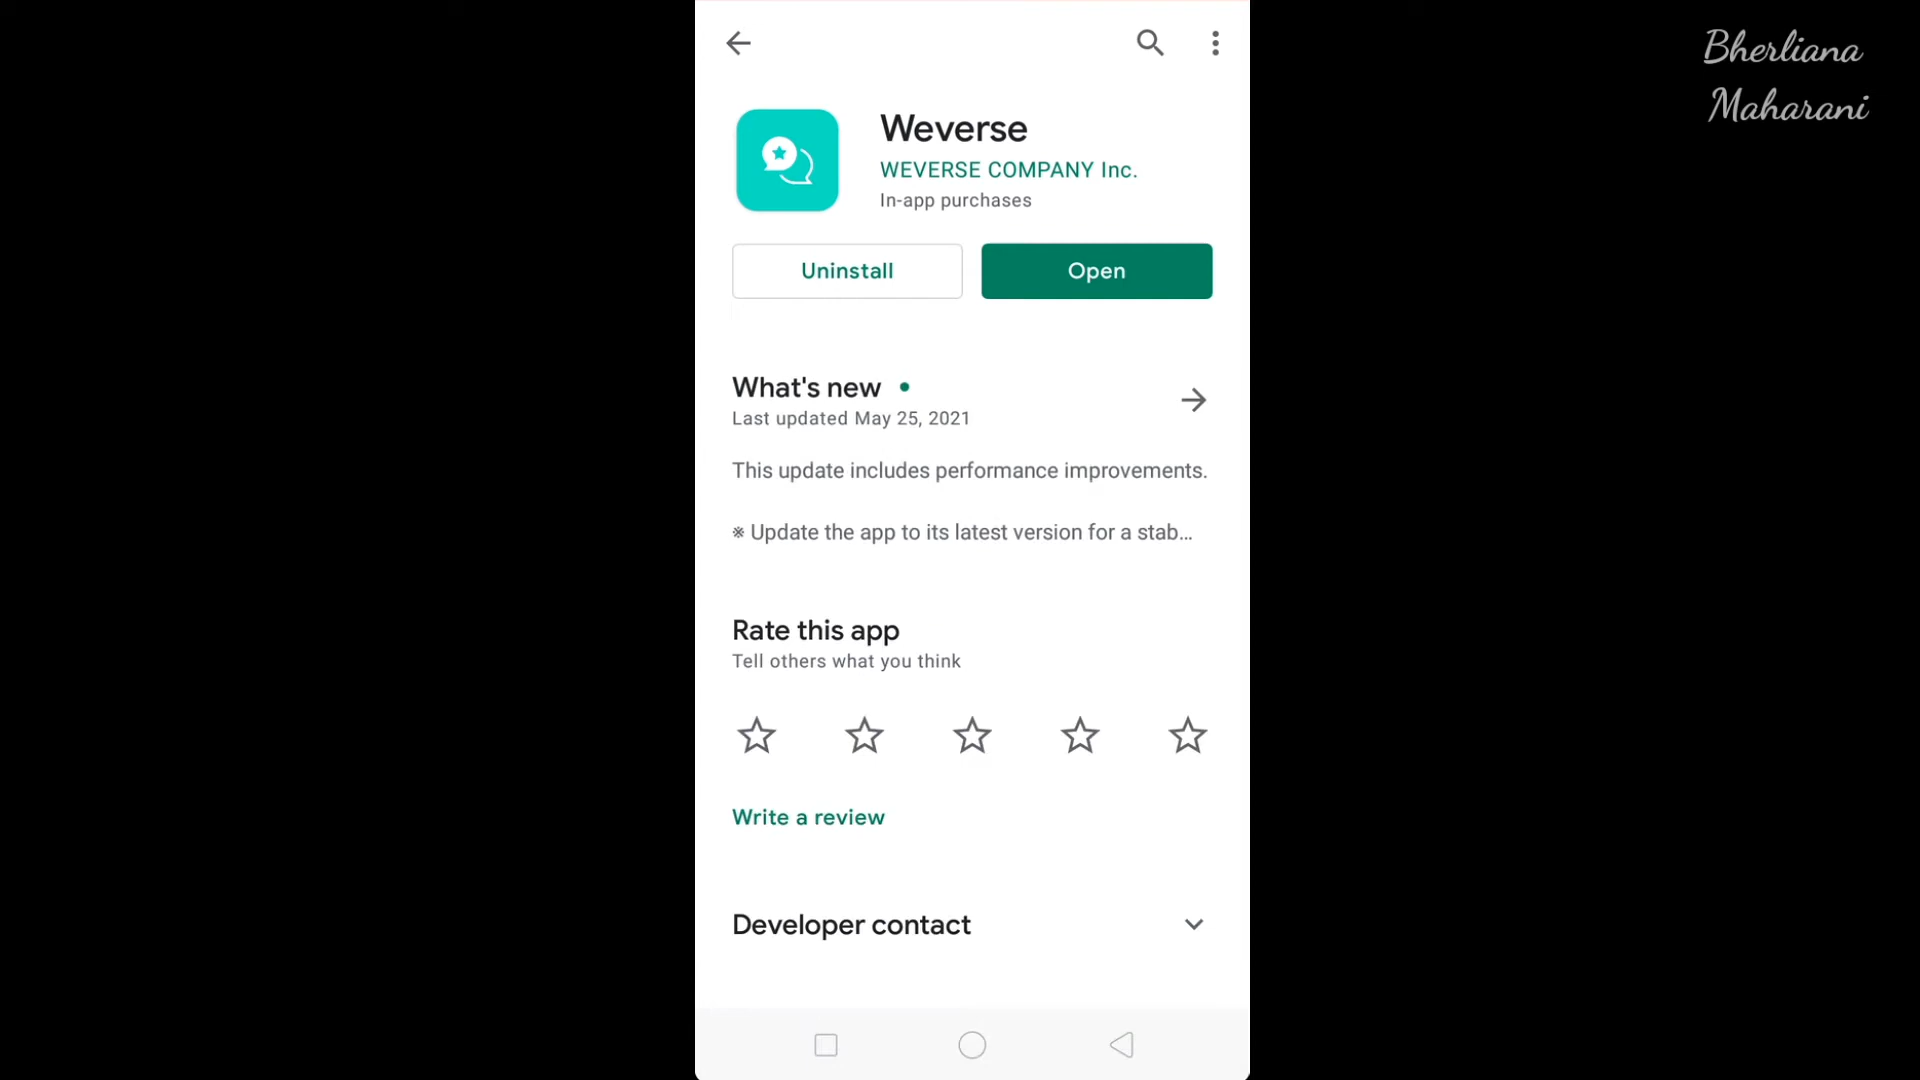 Bherliana
Maharani
Weverse
WEVERSE COMPANY Inc.
In-app purchases
Uninstall
Open
What's new
Last updated May 25, 2021
This update includes performance improvements.
※ Update the app to its latest version for a stab...
Rate this app
Tell others what you think
Write a review
Developer contact